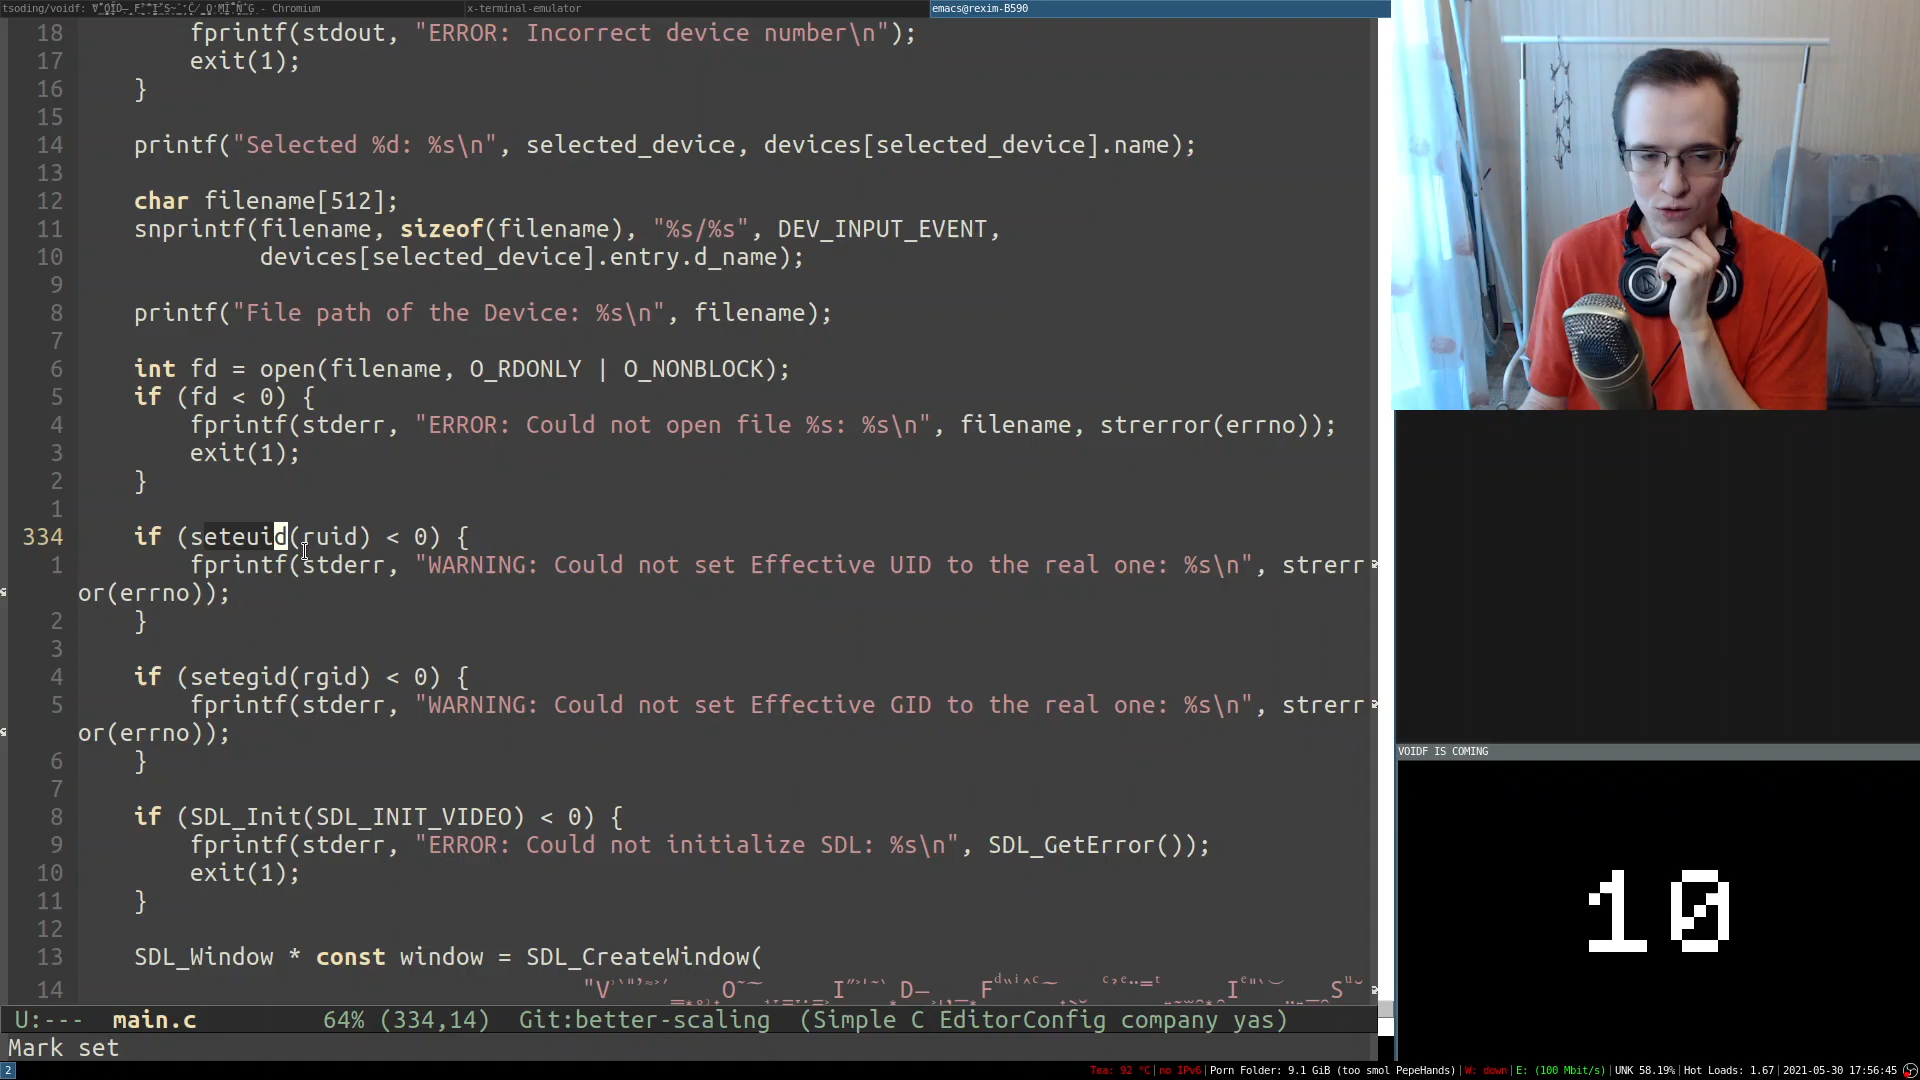 tsoding/voidf: - Chromium
x-terminal-emulator
emacs@rexim-B590
18 fprintf(stdout, "ERROR: Incorrect device number\n");
17 exit(1);
16 }
15
14 printf("Selected %d: %s\n", selected_device, devices[selected_device].name);
13
12 char filename[512];
11 snprintf(filename, sizeof(filename), "%s/%s", DEV_INPUT_EVENT,
10 devices[selected_device].entry.d_name);
9
8 printf("File path of the Device: %s\n", filename);
7
6 int fd = open(filename, O_RDONLY | O_NONBLOCK);
5 if (fd < 0) {
4 fprintf(stderr, "ERROR: Could not open file %s: %s\n", filename, strerror(errno));
3 exit(1);
2 }
1
334 if (seteuid(ruid) < 0) {
1 fprintf(stderr, "WARNING: Could not set Effective UID to the real one: %s\n", strerr
or(errno));
2 }
3
4 if (setegid(rgid) < 0) {
5 fprintf(stderr, "WARNING: Could not set Effective GID to the real one: %s\n", strerr
or(errno));
6 }
7
8 if (SDL_Init(SDL_INIT_VIDEO) < 0) {
9 fprintf(stderr, "ERROR: Could not initialize SDL: %s\n", SDL_GetError());
10 exit(1);
11 }
12
13 SDL_Window * const window = SDL_CreateWindow(
14
U:--- main.c 64% (334,14) Git:better-scaling (Simple C EditorConfig company yas)
Mark set
VOIDF IS COMING
10
2
Tea: 92 °C| no IPv6| Porn Folder: 9.1 GiB (too smol PepeHands)| W: down| E: (100 Mbit/s)| UNK 58.19%| Hot Loads: 1.67| 2021-05-30 17:56:45